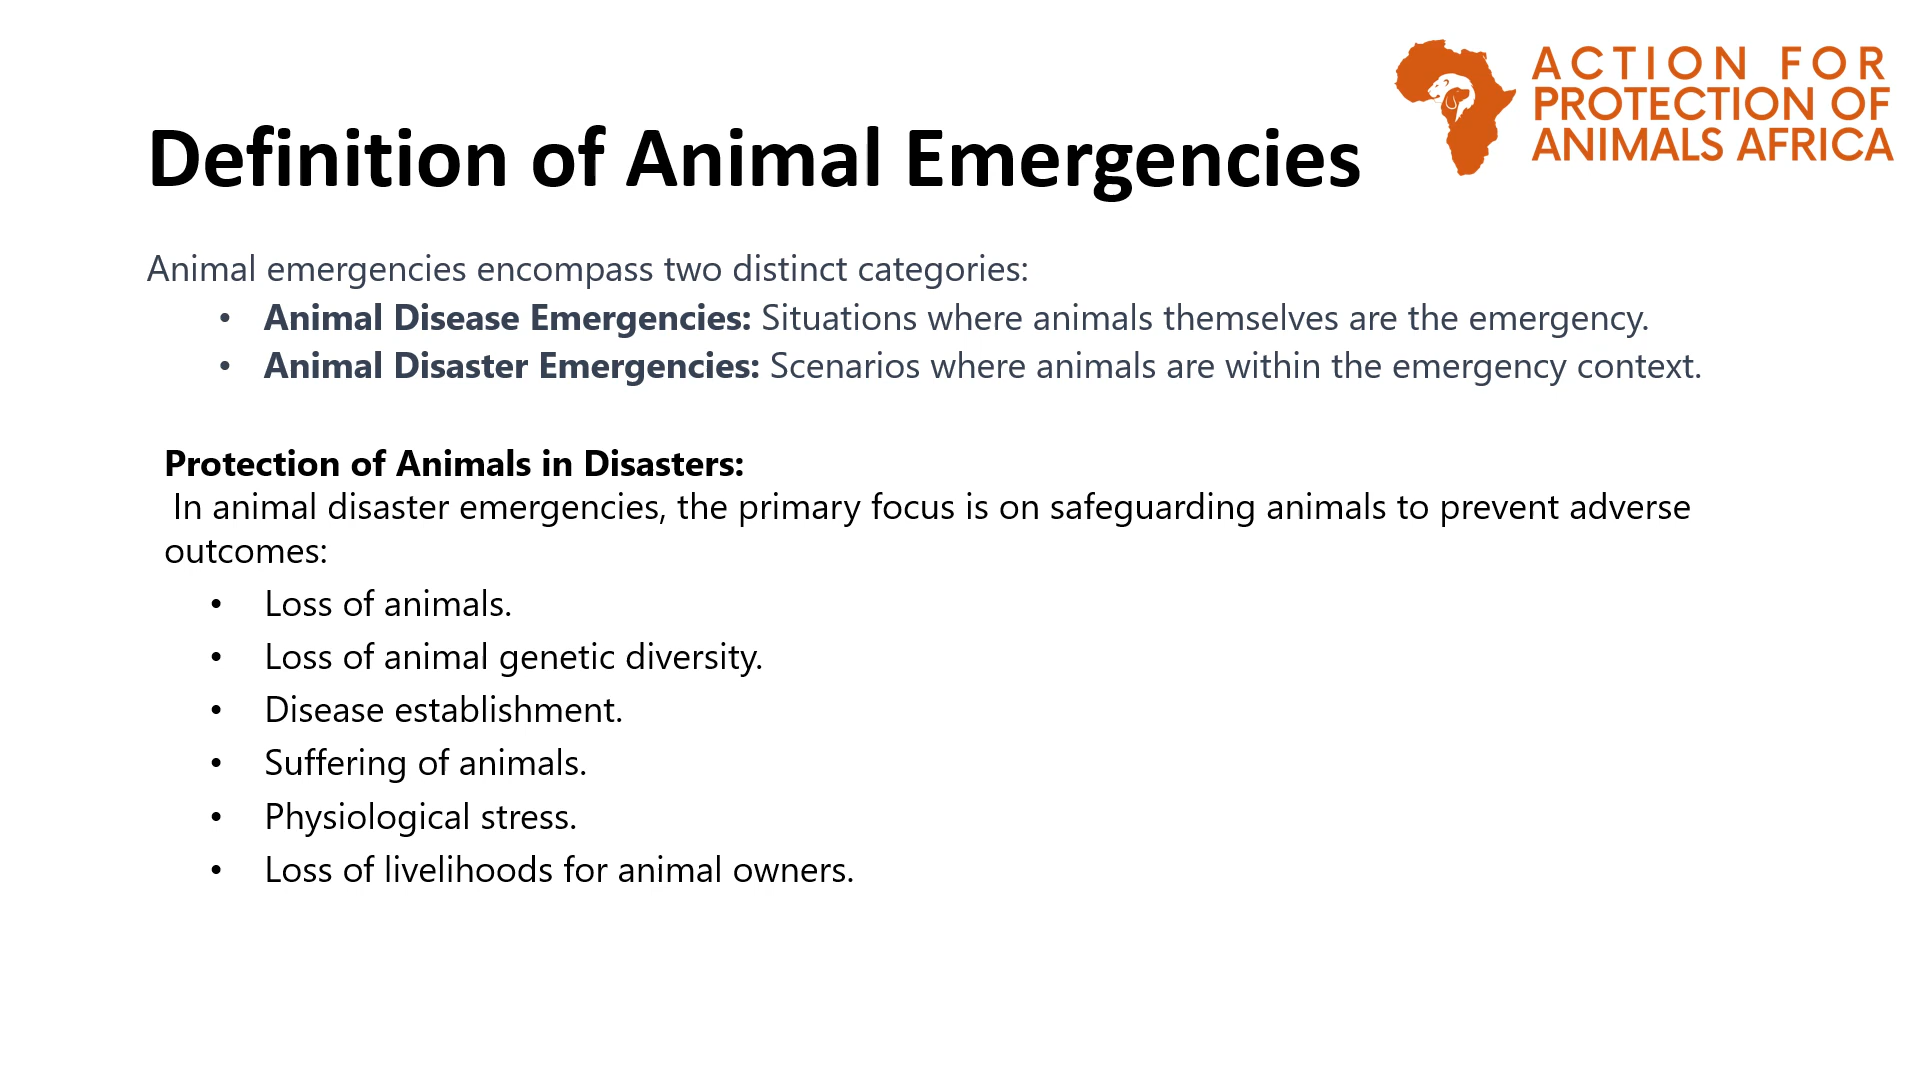 ACTION FOR
PROTECTION OF
ANIMALS AFRICA
Definition of Animal Emergencies
Animal emergencies encompass two distinct categories:
• Animal Disease Emergencies: Situations where animals themselves are the emergency.
• Animal Disaster Emergencies: Scenarios where animals are within the emergency context.
Protection of Animals in Disasters:
In animal disaster emergencies, the primary focus is on safeguarding animals to prevent adverse
outcomes:
• Loss of animals.
• Loss of animal genetic diversity.
• Disease establishment.
• Suffering of animals.
• Physiological stress.
• Loss of livelihoods for animal owners.